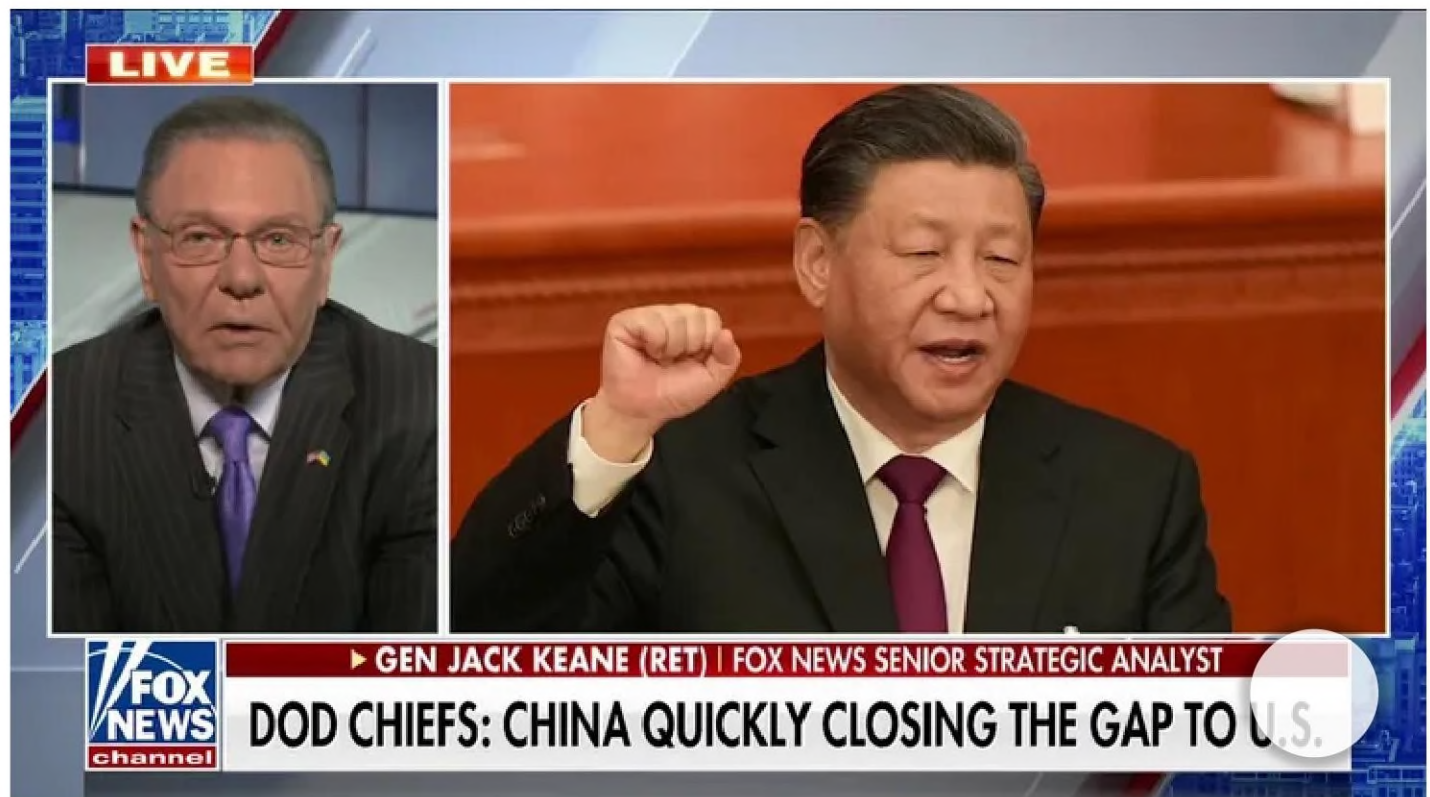 LIVE
GEN JACK KEANE (RET) | FOX NEWS SENIOR STRATEGIC ANALYST
FOX
NEWS
channel
DOD CHIEFS: CHINA QUICKLY CLOSING THE GAP TO U.S.